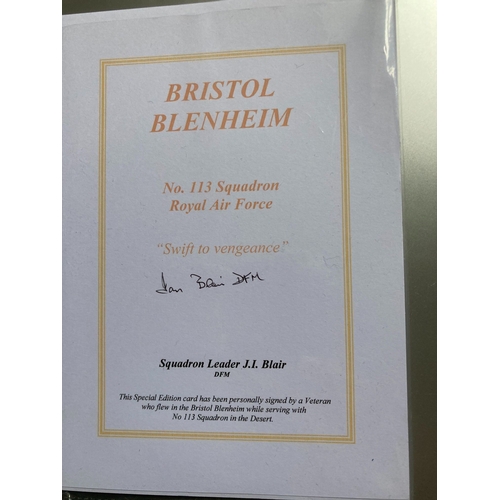 BRISTOL
BLENHEIM
No. 113 Squadron
Royal Air Force
"Swift to vengeance"
Ian Blair DFM
Squadron Leader J.I. Blair
DFM
This Special Edition card has been personally signed by a Veteran
who flew in the Bristol Blenheim while serving with
No 113 Squadron in the Desert.